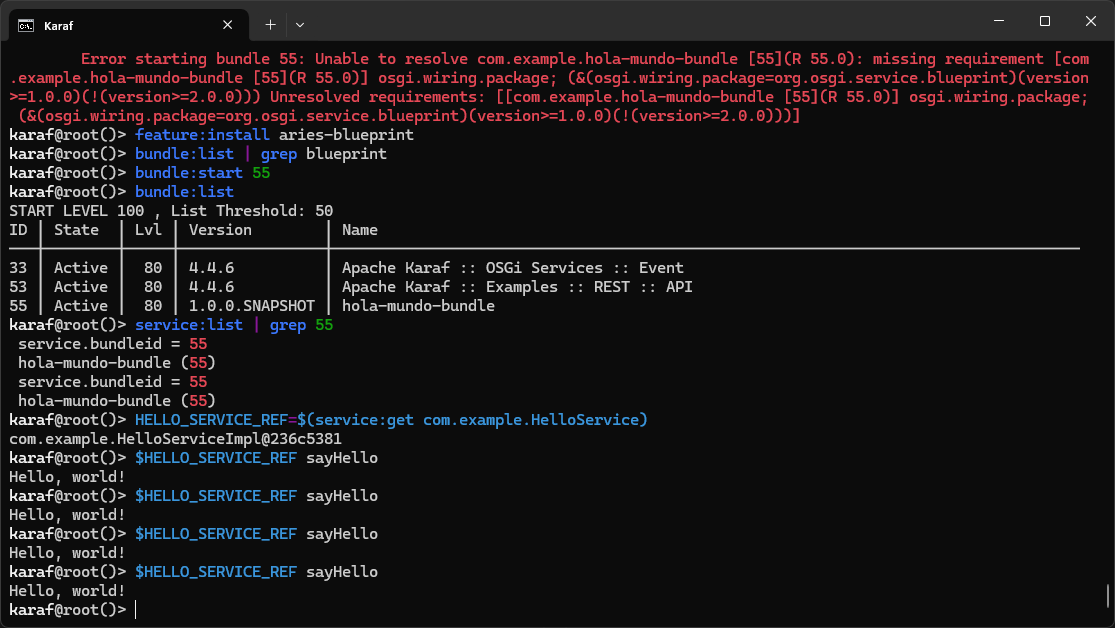 Karaf
Error starting bundle 55: Unable to resolve com.example.hola-mundo-bundle [55](R 55.0): missing requirement [com
.example.hola-mundo-bundle [55](R 55.0)] osgi.wiring.package; (&(osgi.wiring.package=org.osgi.service.blueprint)(version
>=1.0.0)(!(version>=2.0.0))) Unresolved requirements: [[com.example.hola-mundo-bundle [55](R 55.0)] osgi.wiring.package;
(&(osgi.wiring.package=org.osgi.service.blueprint)(version>=1.0.0)(!(version>=2.0.0)))]
karaf@root()> feature:install aries-blueprint
karaf@root()> bundle:list | grep blueprint
karaf@root()> bundle:start 55
karaf@root()> bundle:list
START LEVEL 100 , List Threshold: 50
ID │ State  │ Lvl │ Version        │ Name
33 │ Active │  80 │ 4.4.6          │ Apache Karaf :: OSGi Services :: Event
53 │ Active │  80 │ 4.4.6          │ Apache Karaf :: Examples :: REST :: API
55 │ Active │  80 │ 1.0.0.SNAPSHOT │ hola-mundo-bundle
karaf@root()> service:list | grep 55
service.bundleid = 55
hola-mundo-bundle (55)
service.bundleid = 55
hola-mundo-bundle (55)
karaf@root()> HELLO_SERVICE_REF=$(service:get com.example.HelloService)
com.example.HelloServiceImpl@236c5381
karaf@root()> $HELLO_SERVICE_REF sayHello
Hello, world!
karaf@root()> $HELLO_SERVICE_REF sayHello
Hello, world!
karaf@root()> $HELLO_SERVICE_REF sayHello
Hello, world!
karaf@root()> $HELLO_SERVICE_REF sayHello
Hello, world!
karaf@root()>